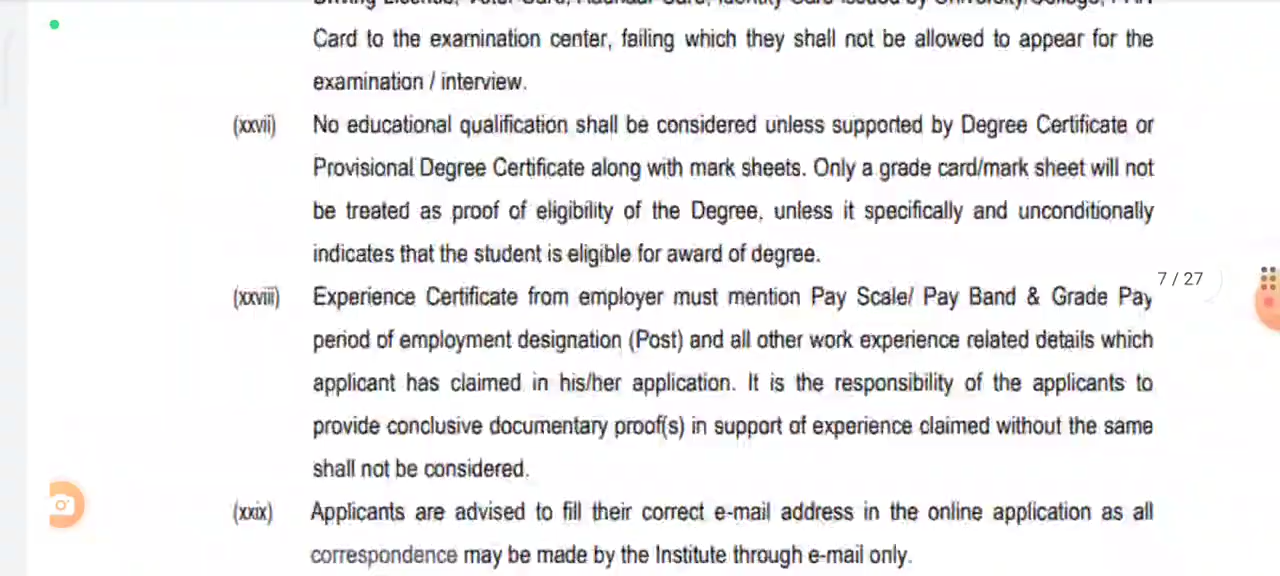 Card to the examination center, failing which they shall not be allowed to appear for the
examination / interview.
(xxvii) No educational qualification shall be considered unless supported by Degree Certificate or
Provisional Degree Certificate along with mark sheets. Only a grade card/mark sheet will not
be treated as proof of eligibility of the Degree, unless it specifically and unconditionally
indicates that the student is eligible for award of degree.
7 / 27
(xxviii) Experience Certificate from employer must mention Pay Scale/ Pay Band & Grade Pay
period of employment designation (Post) and all other work experience related details which
applicant has claimed in his/her application. It is the responsibility of the applicants to
provide conclusive documentary proof(s) in support of experience claimed without the same
shall not be considered.
(xxix) Applicants are advised to fill their correct e-mail address in the online application as all
correspondence may be made by the Institute through e-mail only.